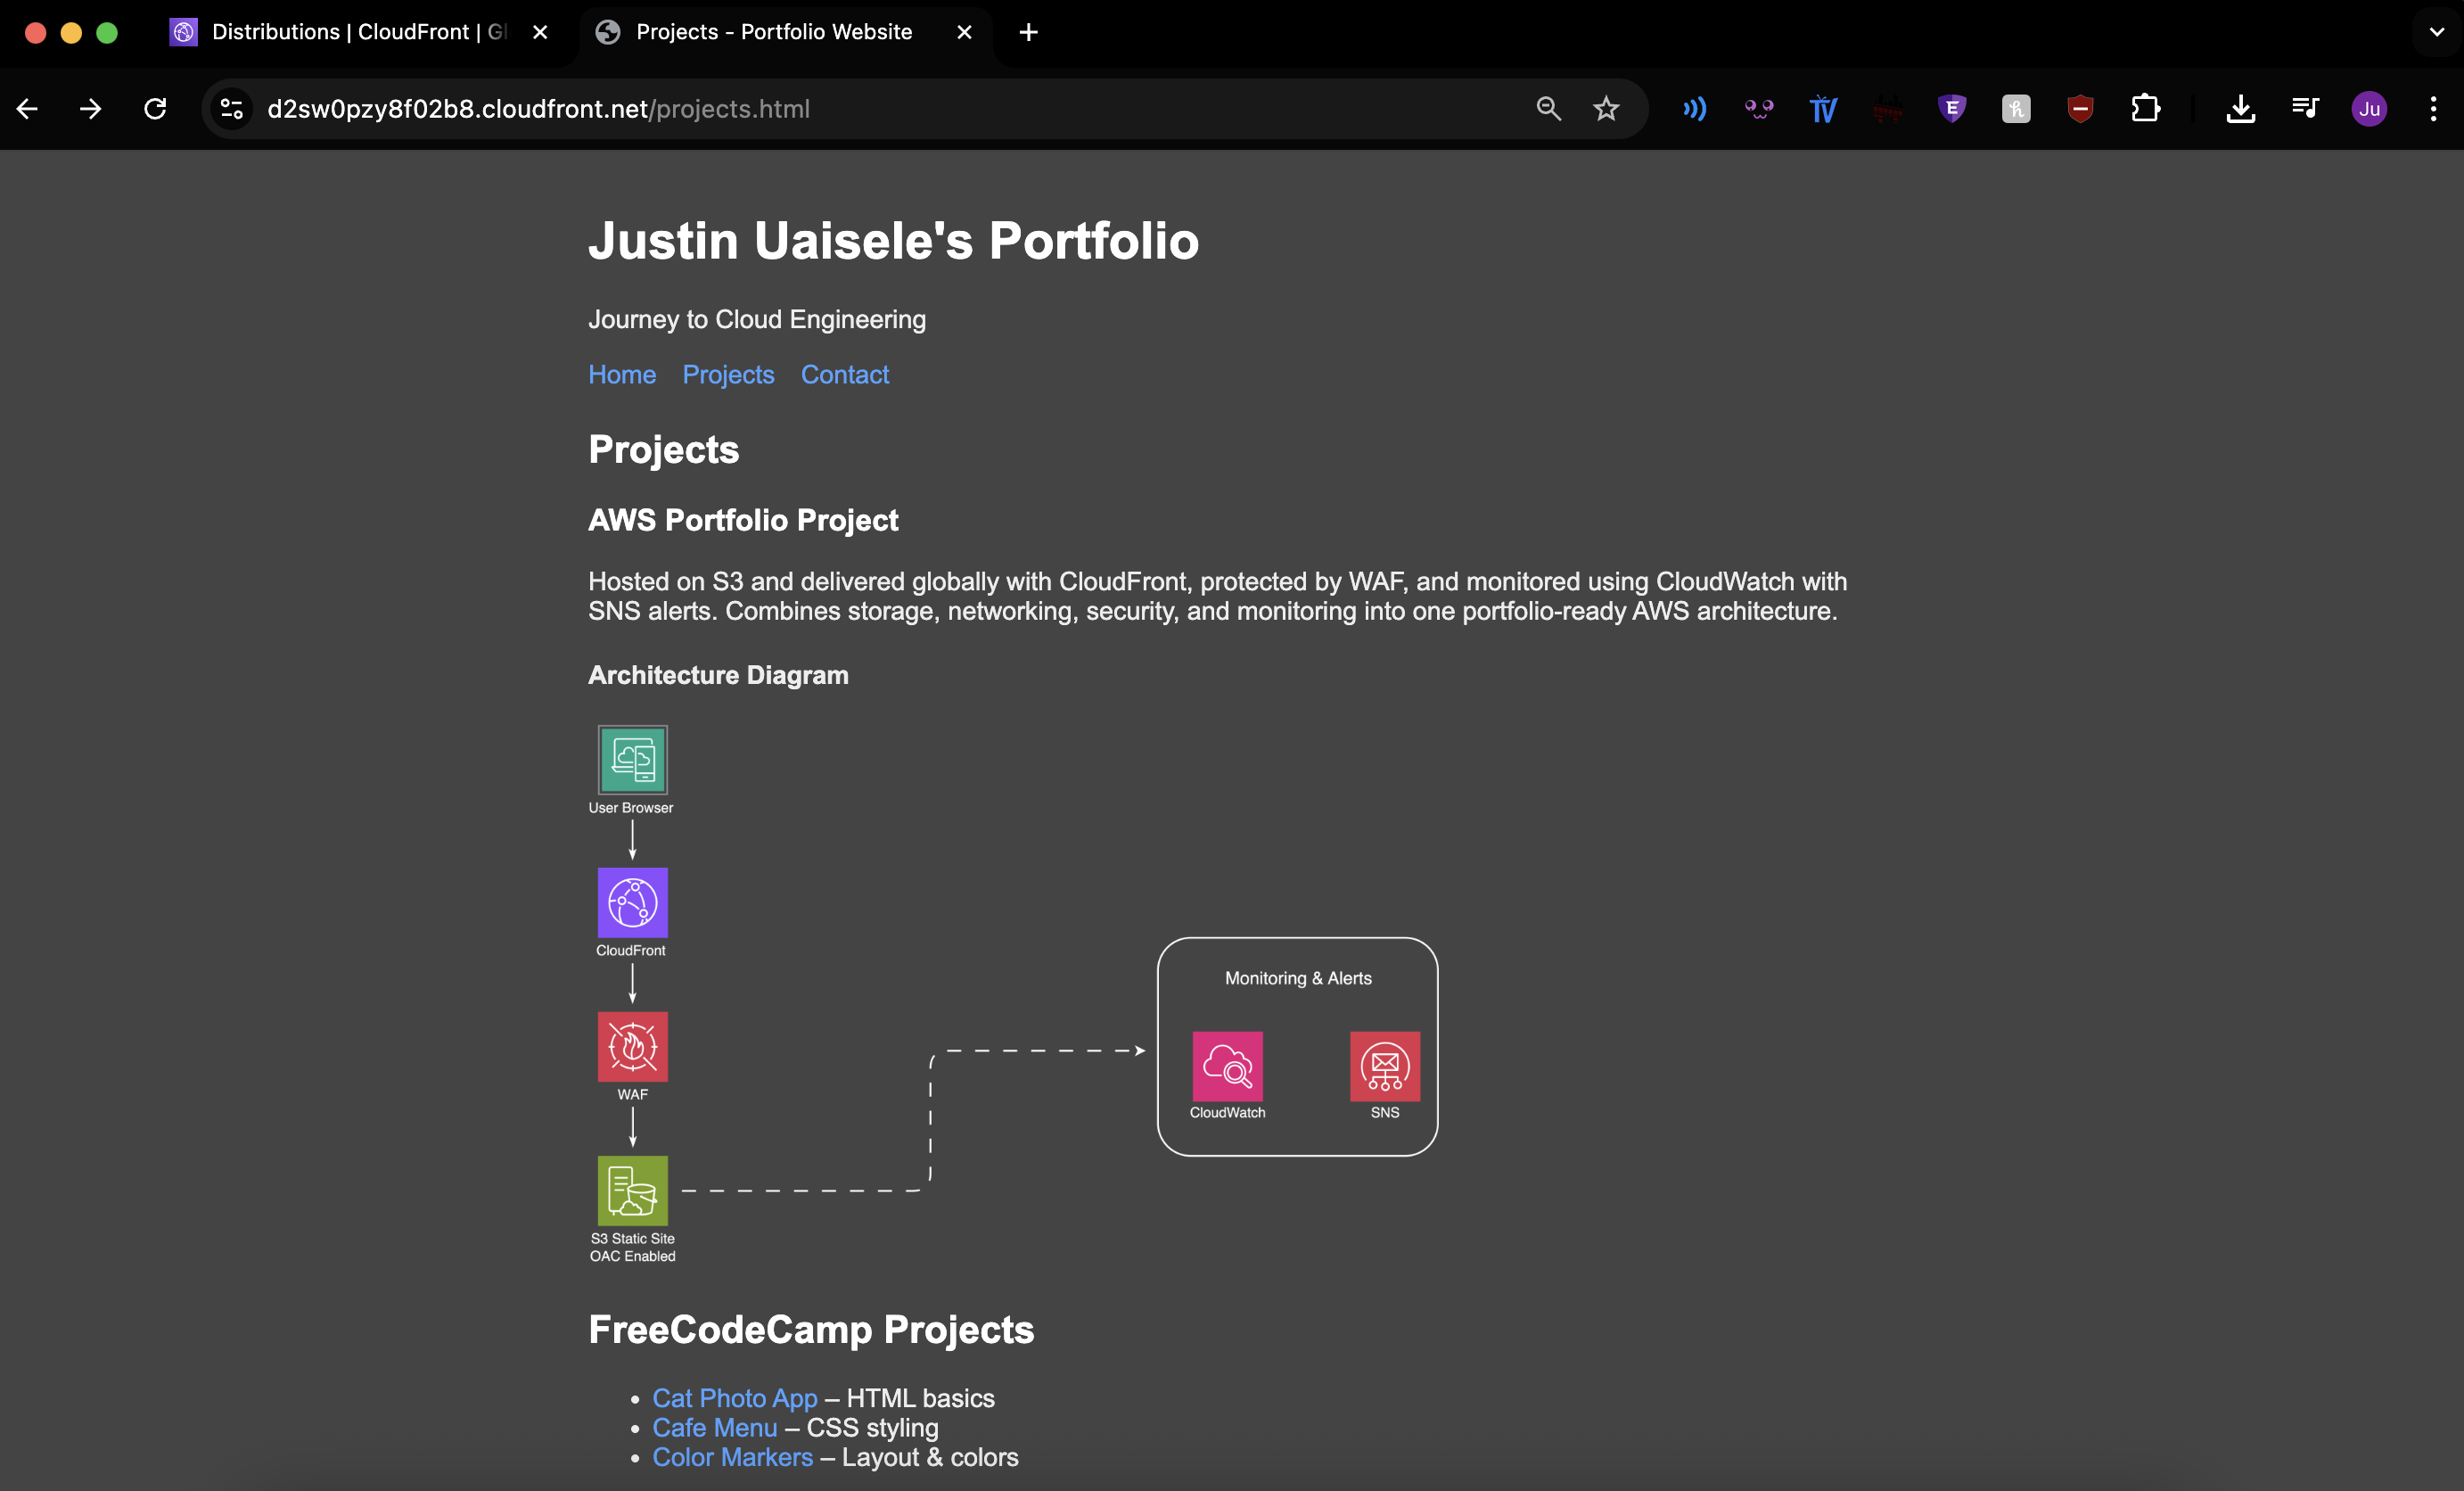 Distributions | CloudFront | Gl
Projects - Portfolio Website
d2sw0pzy8f02b8.cloudfront.net/projects.html
TV
E
h
Ju
Justin Uaisele's Portfolio
Journey to Cloud Engineering
Home Projects Contact
Projects
AWS Portfolio Project
Hosted on S3 and delivered globally with CloudFront, protected by WAF, and monitored using CloudWatch with
SNS alerts. Combines storage, networking, security, and monitoring into one portfolio-ready AWS architecture.
Architecture Diagram
User Browser
CloudFront
Monitoring & Alerts
WAF
CloudWatch
SNS
S3 Static Site
OAC Enabled
FreeCodeCamp Projects
• Cat Photo App – HTML basics
• Cafe Menu – CSS styling
• Color Markers – Layout & colors